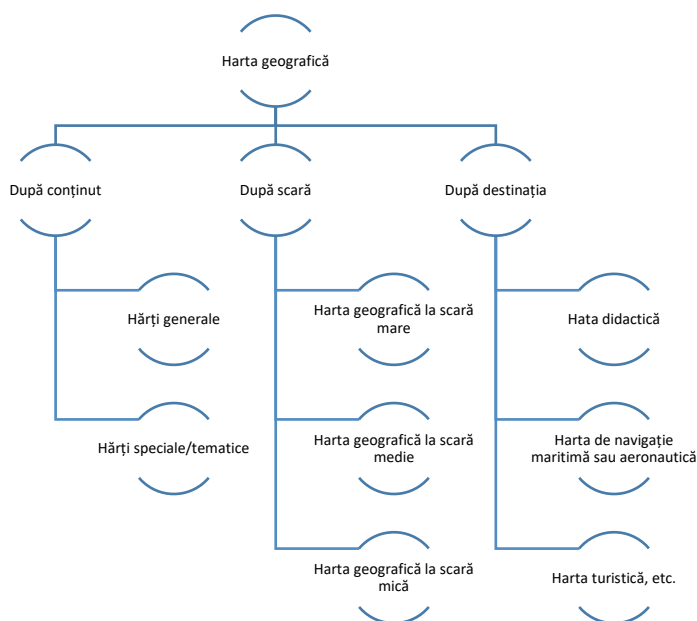 Harta geografică
După conținut
După scară
După destinația
Hărți generale
Hărți speciale/tematice
Harta geografică la scară
mare
Harta geografică la scară
medie
Harta geografică la scară
mică
Hata didactică
Harta de navigație
maritimă sau aeronautică
Harta turistică, etc.